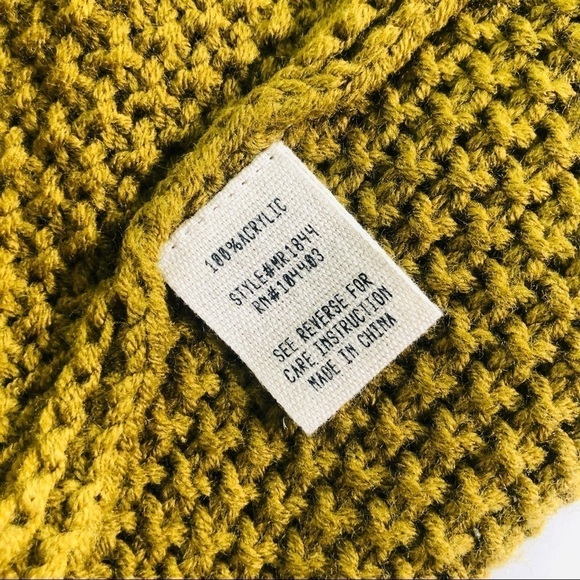 100%ACRYLIC
STYLE#MR1844
RN#104403
SEE REVERSE FOR
CARE INSTRUCTION
MADE IN CHINA